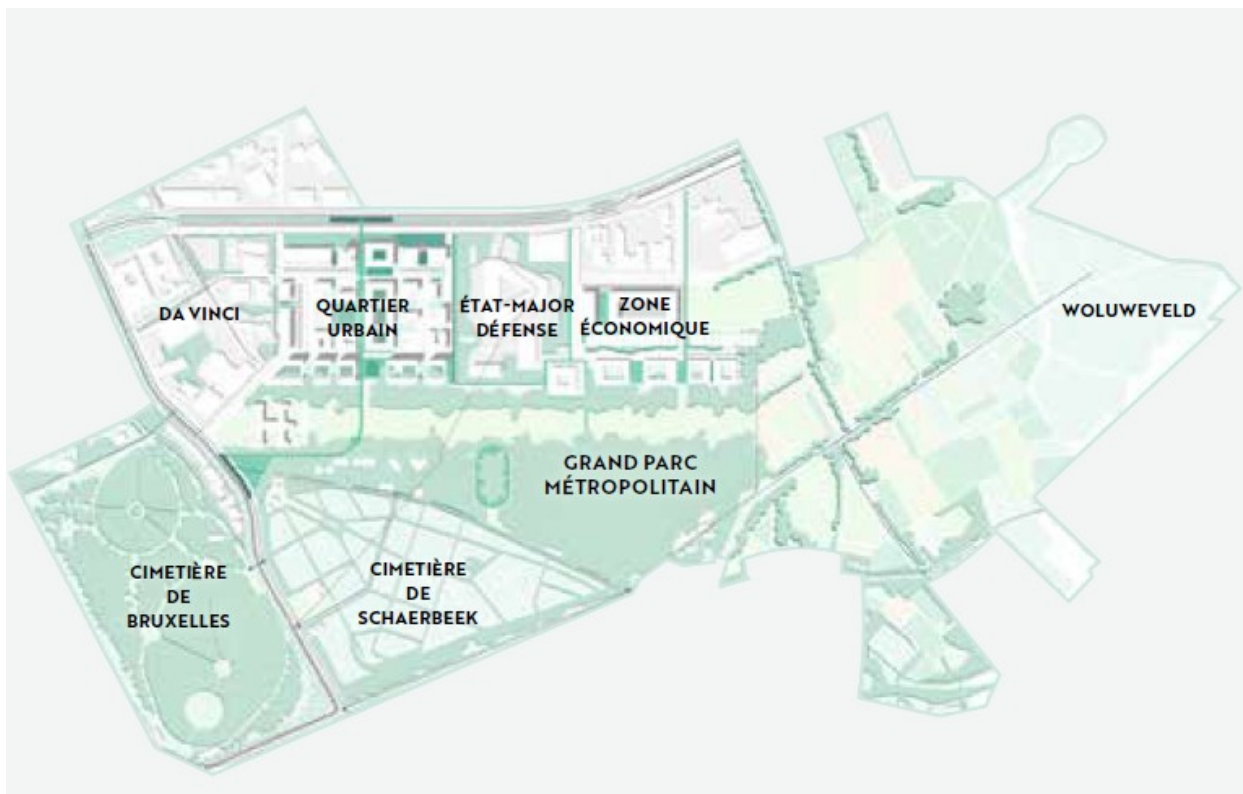 DA VINCI
QUARTIER
URBAIN
ÉTAT-MAJOR
DÉFENSE
ZONE
ÉCONOMIQUE
WOLUWEVELD
GRAND PARC
MÉTROPOLITAIN
CIMETIÈRE
DE
BRUXELLES
CIMETIÈRE
DE
SCHAERBEEK